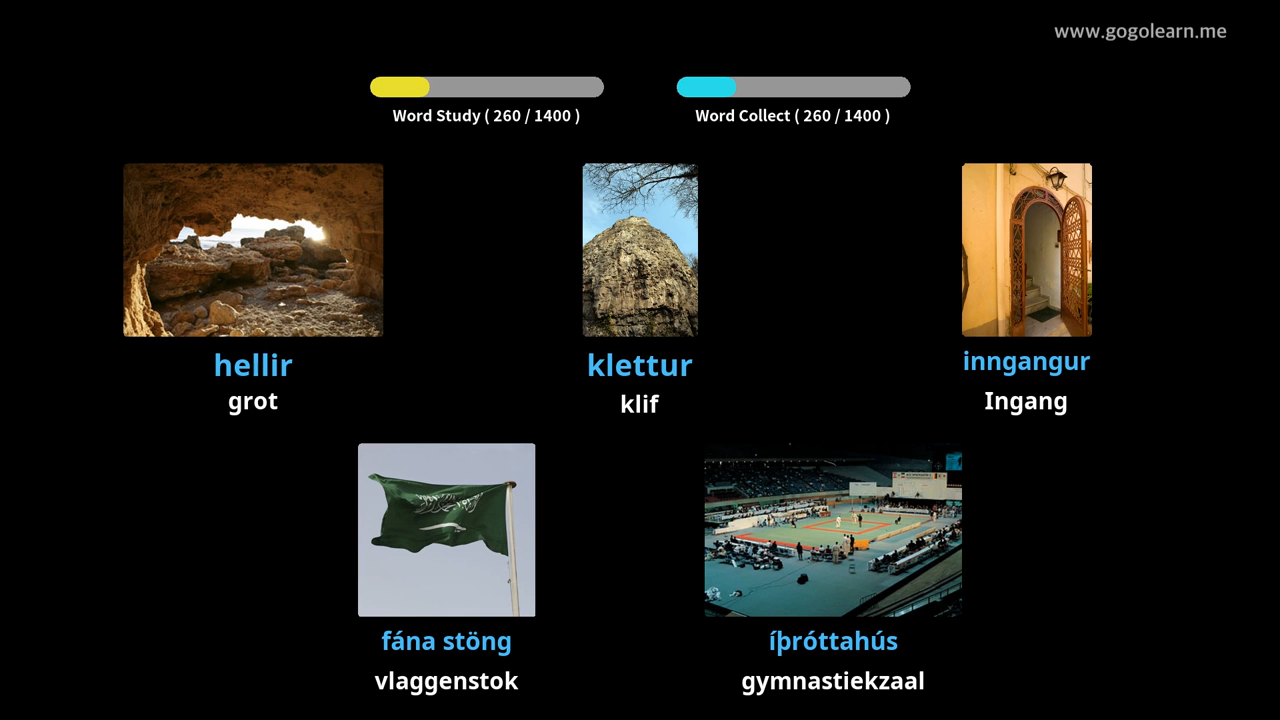 www.gogolearn.me
Word Study ( 260 / 1400 )
Word Collect ( 260 / 1400 )
hellir
grot
klettur
klif
inngangur
Ingang
fána stöng
vlaggenstok
íþróttahús
gymnastiekzaal